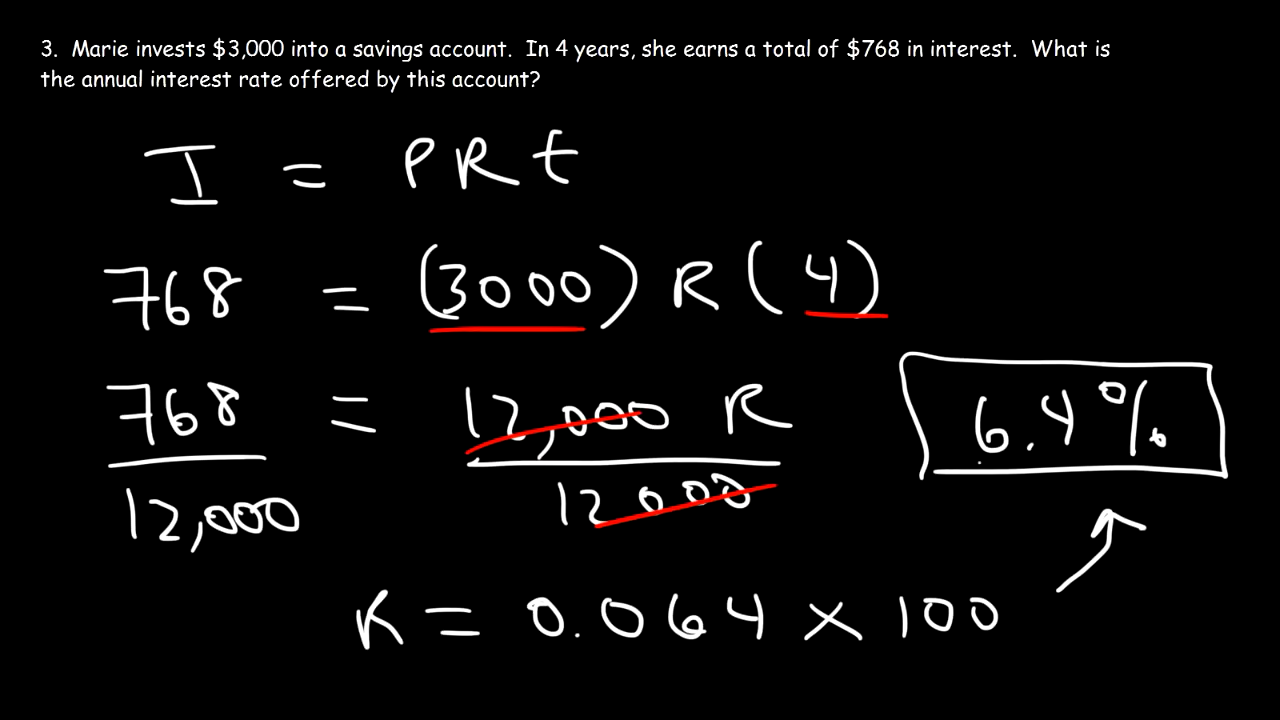 3. Marie invests $3,000 into a savings account. In 4 years, she earns a total of $768 in interest. What is
the annual interest rate offered by this account?
I = PRt
768 = (3000) R (4)
768 = 12,000 R
12,000 12000
6.4%
R = 0.064 × 100